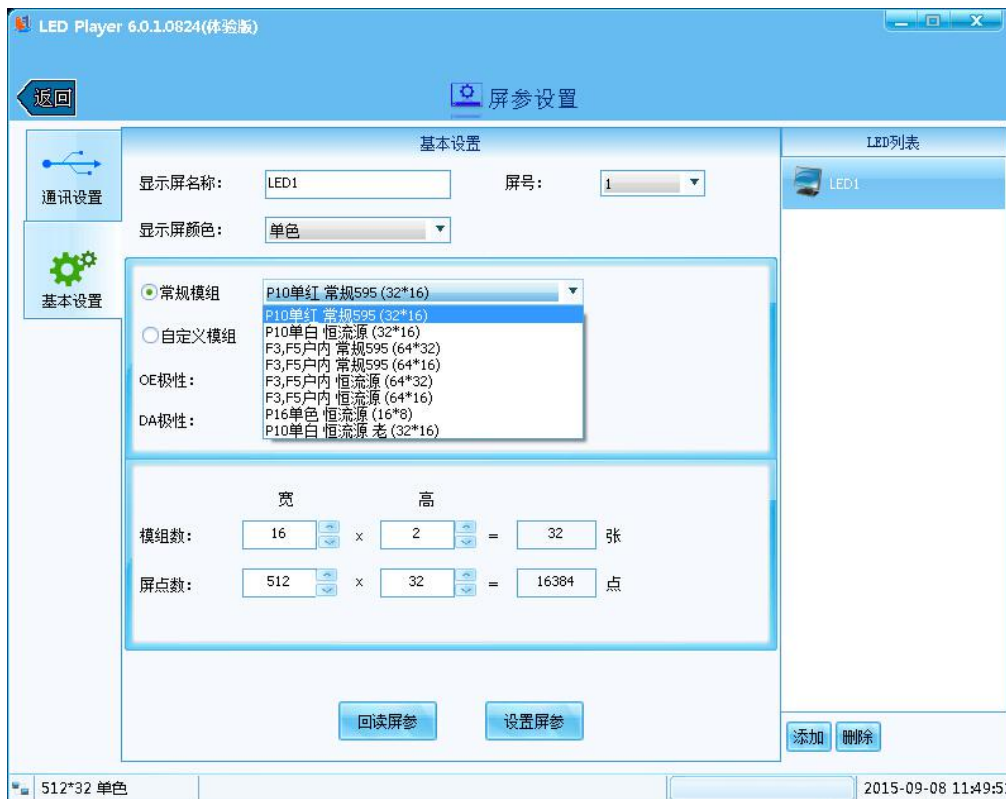 LED Player 6.0.1.0824(体验版)
返回
屏参设置
通讯设置
基本设置
基本设置
显示屏名称: LED1 屏号: 1
显示屏颜色: 单色
常规模组 P10单红 常规595 (32*16)
P10单红 常规595 (32*16)
自定义模组 P10单白 恒流源 (32*16)
F3,F5户内 常规595 (64*32)
F3,F5户内 常规595 (64*16)
OE极性: F3,F5户内 恒流源 (64*32)
F3,F5户内 恒流源 (64*16)
DA极性: P16单色 恒流源 (16*8)
P10单白 恒流源 老 (32*16)
宽 高
模组数: 16 x 2 = 32 张
屏点数: 512 x 32 = 16384 点
回读屏参 设置屏参
LED列表
LED1
添加 删除
512*32 单色
2015-09-08 11:49:5